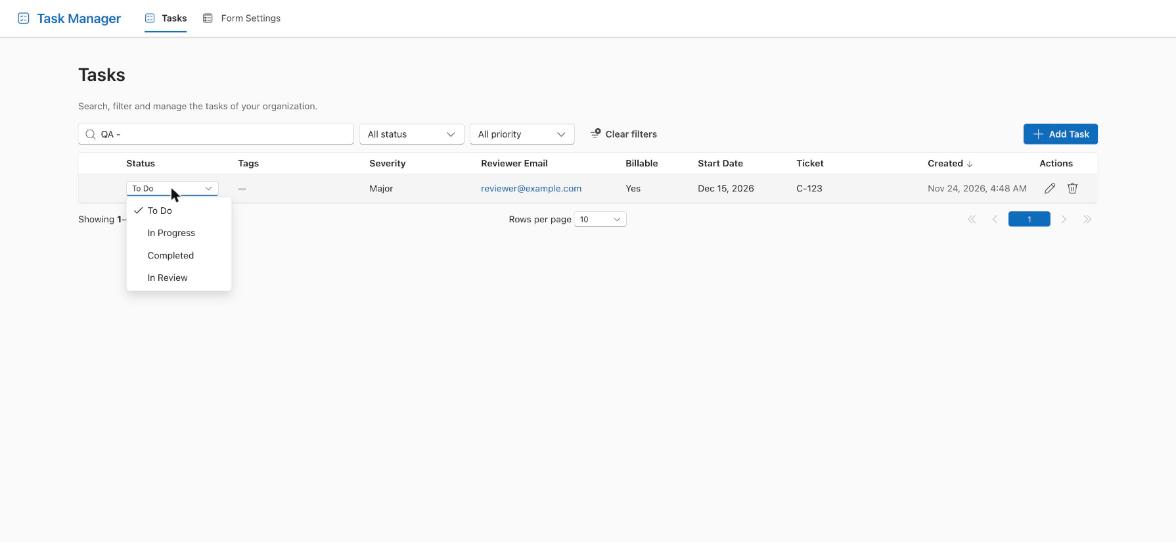 Task Manager Tasks Form Settings
Tasks
Search, filter and manage the tasks of your organization.
QA - All status All priority Clear filters Add Task
Status Tags Severity Reviewer Email Billable Start Date Ticket Created ↓ Actions
To Do — Major reviewer@example.com Yes Dec 15, 2026 C-123 Nov 24, 2026, 4:48 AM
To Do
In Progress
Completed
In Review
Showing 1– Rows per page 10 1